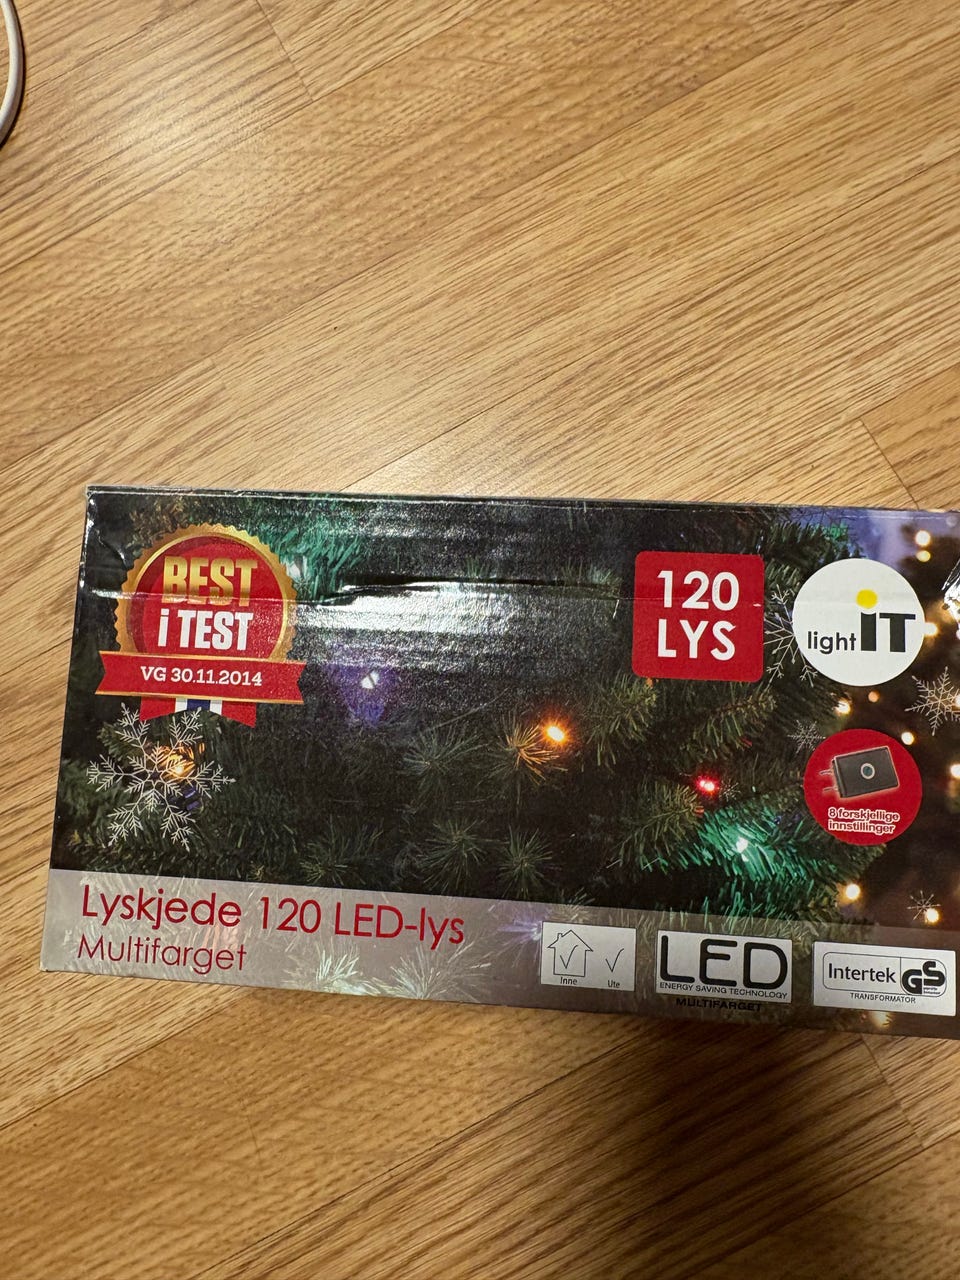 BEST
i TEST
VG 30.11.2014
120
LYS
light iT
8 forskjellige
innstillinger
Lyskjede 120 LED-lys
Multifarget
Inne
Ute
LED
ENERGY SAVING TECHNOLOGY
MULTIFARGET
Intertek
GS
TRANSFORMATOR